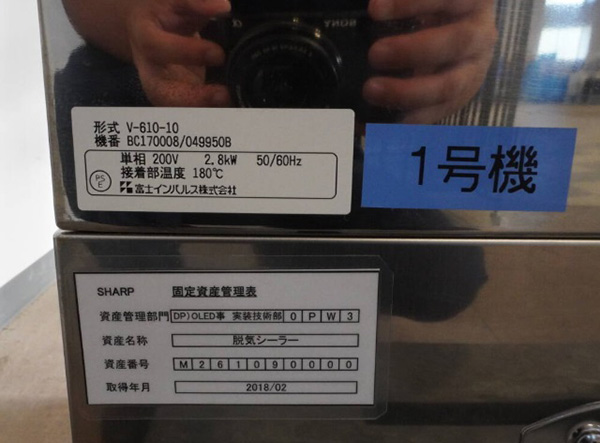 SONY
形式 V-610-10
機番 BC170008/049950B
単相 200V 2.8kW 50/60Hz
接着部温度 180℃
PS
E
富士インパルス株式会社
1号機
SHARP 固定資産管理表
資産管理部門 DP)OLED事 実装技術部 0 P W 3
資産名称 脱気シーラー
資産番号 M 2 6 1 0 9 0 0 0 0
取得年月 2018/02